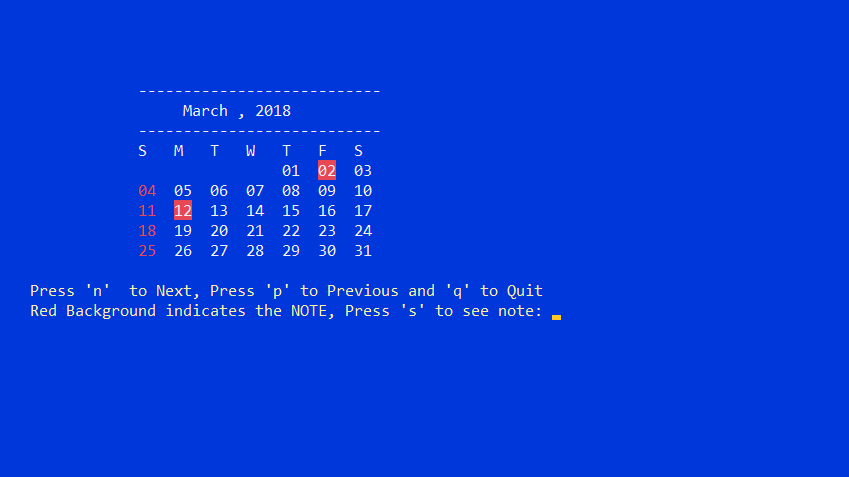 ---------------------------
March , 2018
---------------------------
S   M   T   W   T   F   S
01  02  03
04  05  06  07  08  09  10
11  12  13  14  15  16  17
18  19  20  21  22  23  24
25  26  27  28  29  30  31
Press 'n'  to Next, Press 'p' to Previous and 'q' to Quit
Red Background indicates the NOTE, Press 's' to see note: